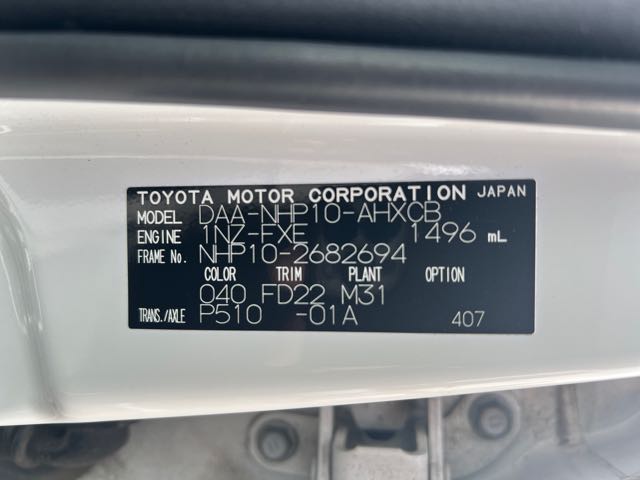 TOYOTA MOTOR CORPORATION JAPAN
MODEL DAA-NHP10-AHXCB
ENGINE 1NZ-FXE 1496 mL
FRAME No. NHP10-2682694
COLOR TRIM PLANT OPTION
040 FD22 M31
TRANS./AXLE P510 -01A 407